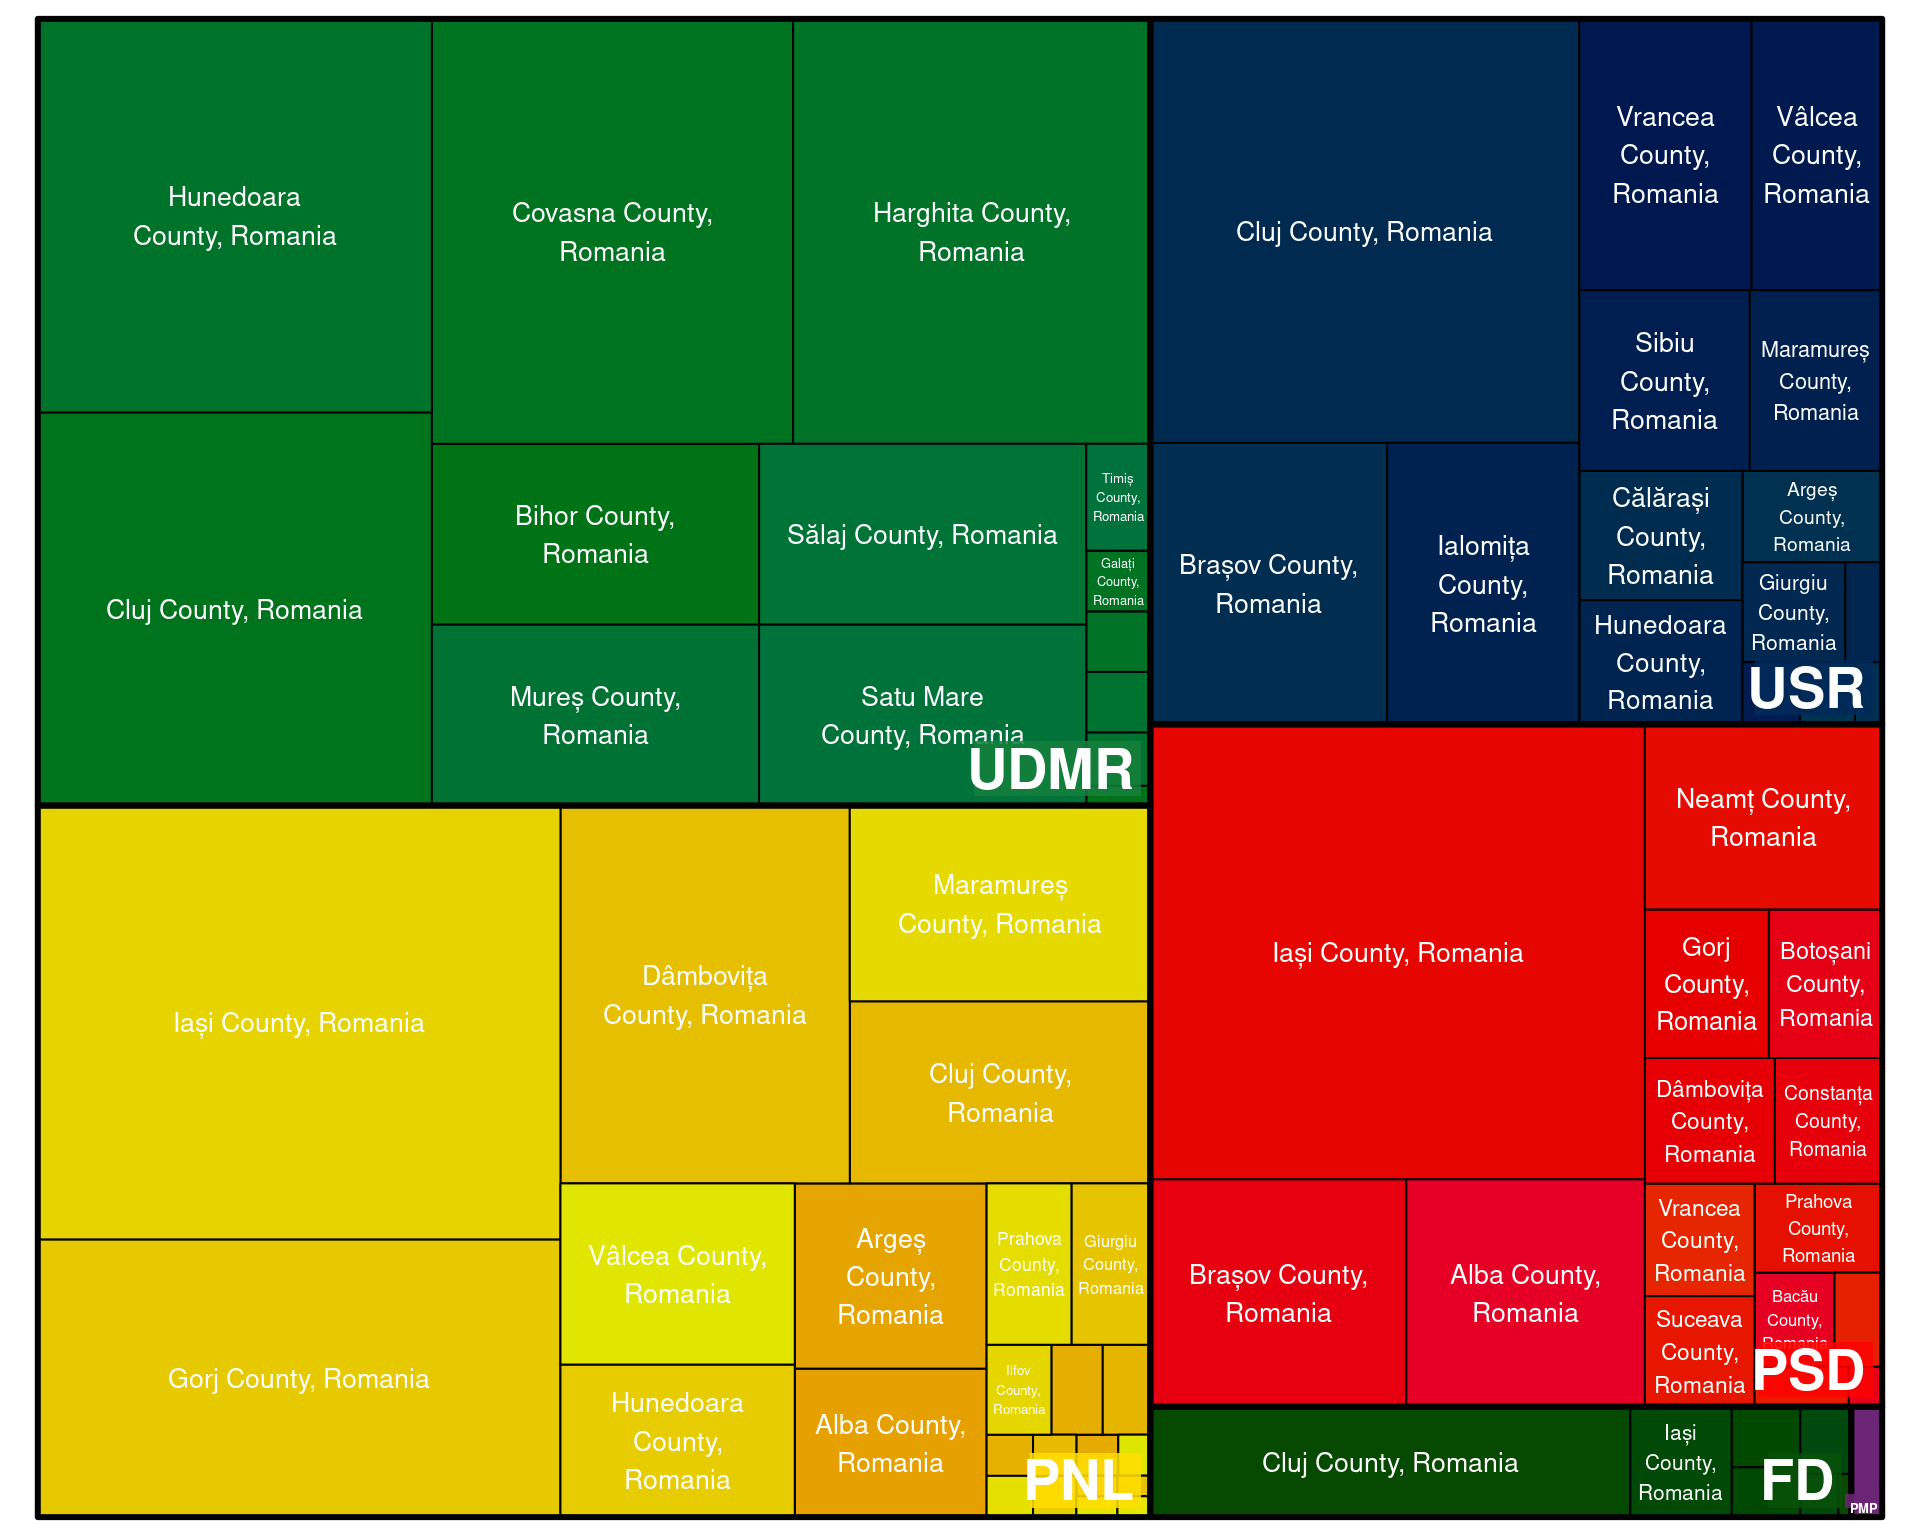 Hunedoara
County, Romania
Covasna County,
Romania
Harghita County,
Romania
Cluj County, Romania
Bihor County,
Romania
Sălaj County, Romania
Timiș
County,
Romania
Galați
County,
Romania
Mureș County,
Romania
Satu Mare
County, Romania
UDMR
Cluj County, Romania
Vrancea
County,
Romania
Vâlcea
County,
Romania
Sibiu
County,
Romania
Maramureș
County,
Romania
Brașov County,
Romania
Ialomița
County,
Romania
Călărași
County,
Romania
Argeș
County,
Romania
Hunedoara
County,
Romania
Giurgiu
County,
Romania
USR
Iași County, Romania
Dâmbovița
County, Romania
Maramureș
County, Romania
Cluj County,
Romania
Gorj County, Romania
Vâlcea County,
Romania
Argeș
County,
Romania
Prahova
County,
Romania
Giurgiu
County,
Romania
Hunedoara
County,
Romania
Alba County,
Romania
Ilfov
County,
Romania
PNL
Iași County, Romania
Neamț County,
Romania
Gorj
County,
Romania
Botoșani
County,
Romania
Dâmbovița
County,
Romania
Constanța
County,
Romania
Brașov County,
Romania
Alba County,
Romania
Vrancea
County,
Romania
Prahova
County,
Romania
Suceava
County,
Romania
Bacău
County,
Romania
PSD
Cluj County, Romania
Iași
County,
Romania
FD
PMP